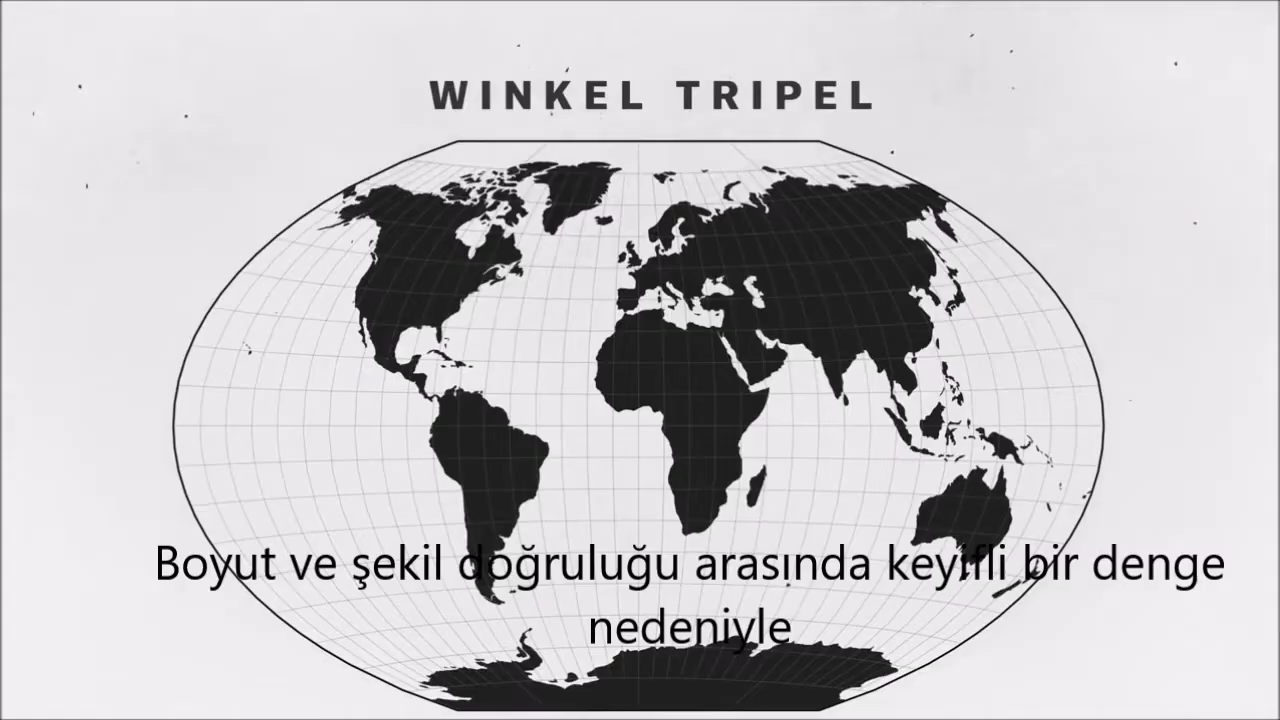 WINKEL TRIPEL
Boyut ve şekil doğruluğu arasında keyifli bir denge
nedeniyle